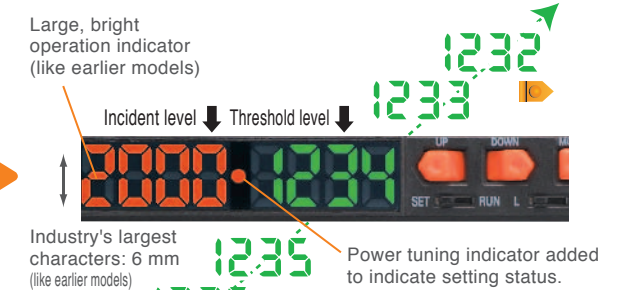 Large, bright
operation indicator
(like earlier models)
1232
1233
Incident level Threshold level
2000 1234
UP DOWN
SET RUN L
Industry's largest
characters: 6 mm
(like earlier models)
1235
Power tuning indicator added
to indicate setting status.